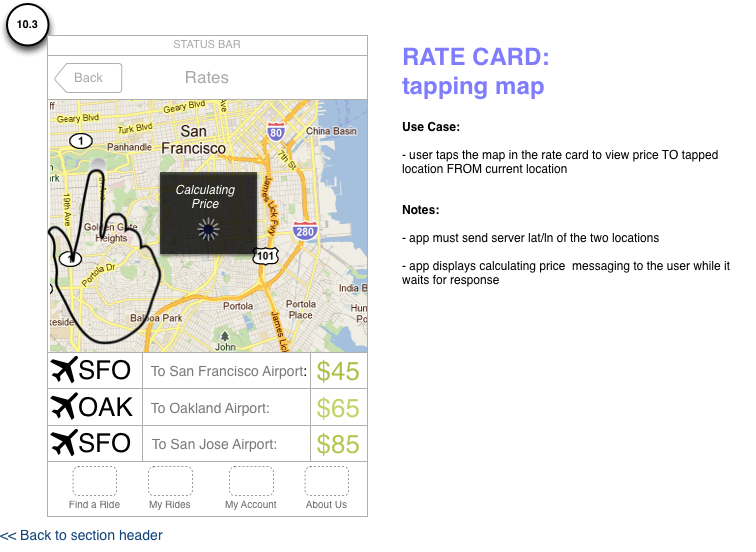 10.3
STATUS BAR
Back
Rates
RATE CARD:
tapping map
Use Case:
- user taps the map in the rate card to view price TO tapped
location FROM current location
Notes:
- app must send server lat/ln of the two locations
- app displays calculating price  messaging to the user while it
waits for response
Geary Blvd
Geary Blvd
Turk Blvd
Panhandle
1
San
Francisco
80
China Basin
7th St
19th Ave
Calculating
Price
James Lick Fwy
280
101
Golden Gate
Heights
Portola Dr
Balboa Park
Portola
Portola
Place
India B
Hun
Po
keside
John
James Lick
SFO
To San Francisco Airport:
$45
OAK
To Oakland Airport:
$65
SFO
To San Jose Airport:
$85
Find a Ride
My Rides
My Account
About Us
<< Back to section header